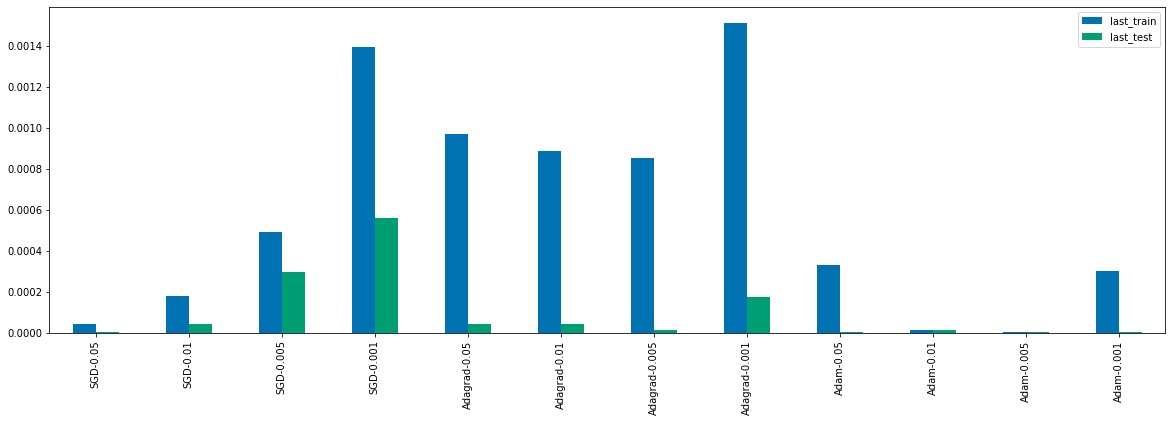 last_train
last_test
0.0014
0.0012
0.0010
0.0008
0.0006
0.0004
0.0002
0.0000
SGD-0.05
SGD-0.01
SGD-0.005
SGD-0.001
Adagrad-0.05
Adagrad-0.01
Adagrad-0.005
Adagrad-0.001
Adam-0.05
Adam-0.01
Adam-0.005
Adam-0.001